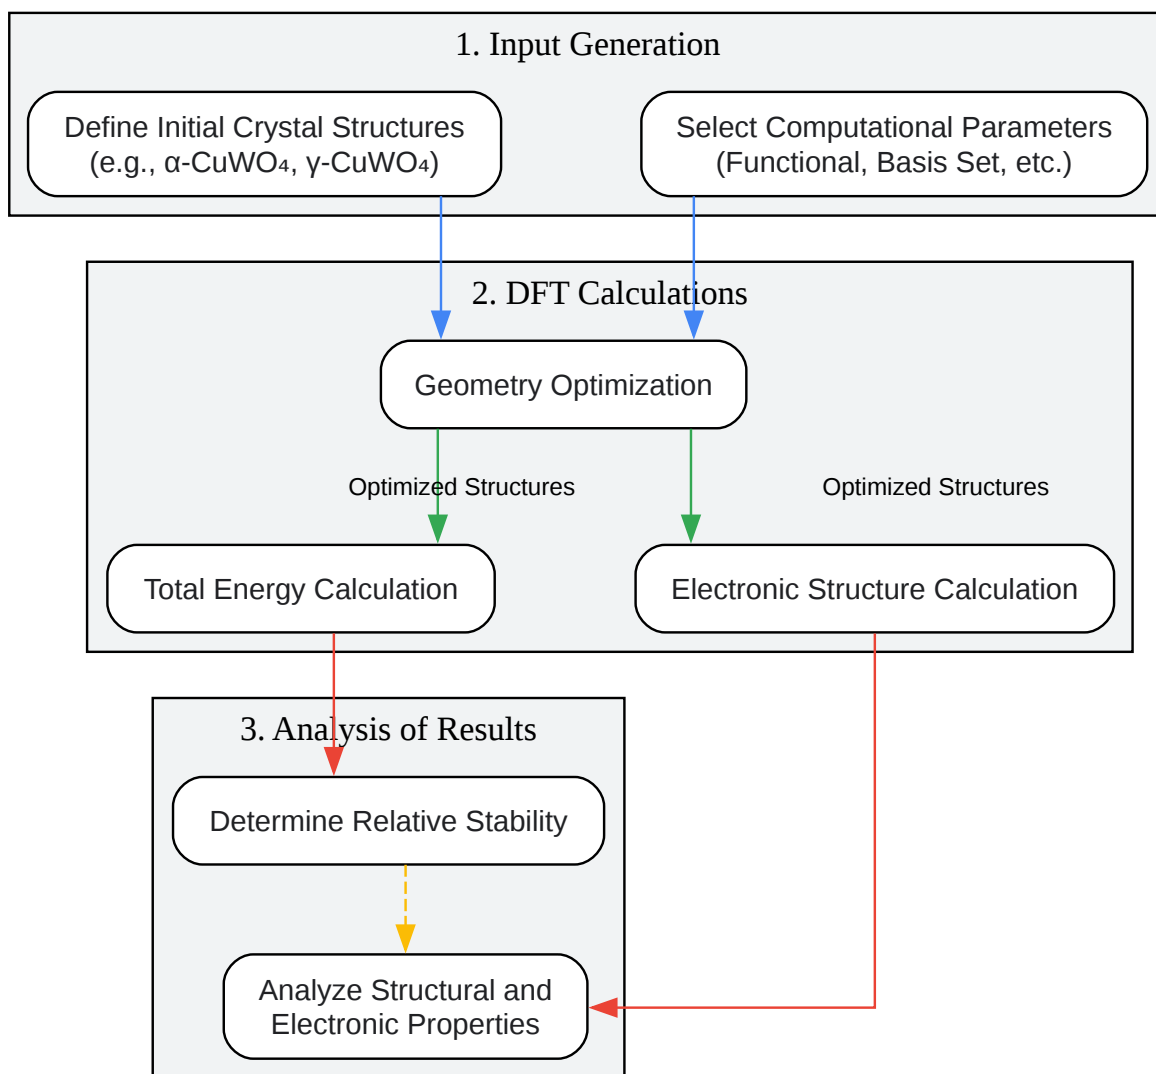 1. Input Generation
Define Initial Crystal Structures
(e.g., α-CuWO₄, γ-CuWO₄)
Select Computational Parameters
(Functional, Basis Set, etc.)
2. DFT Calculations
Geometry Optimization
Optimized Structures
Optimized Structures
Total Energy Calculation
Electronic Structure Calculation
3. Analysis of Results
Determine Relative Stability
Analyze Structural and
Electronic Properties